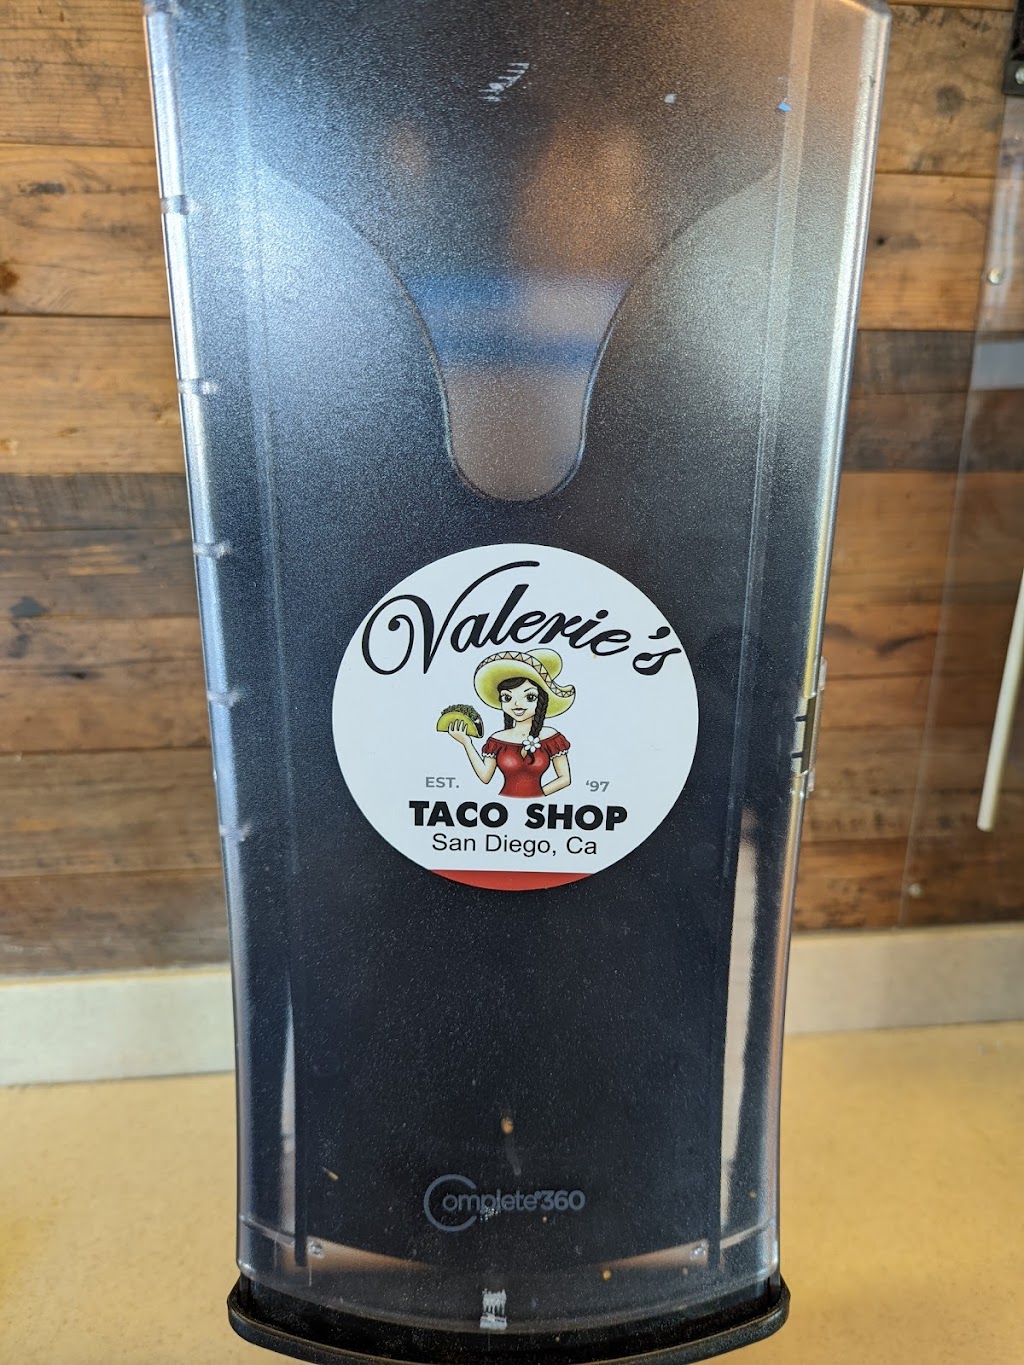 Valerie's
EST. '97
TACO SHOP
San Diego, Ca
Complete360